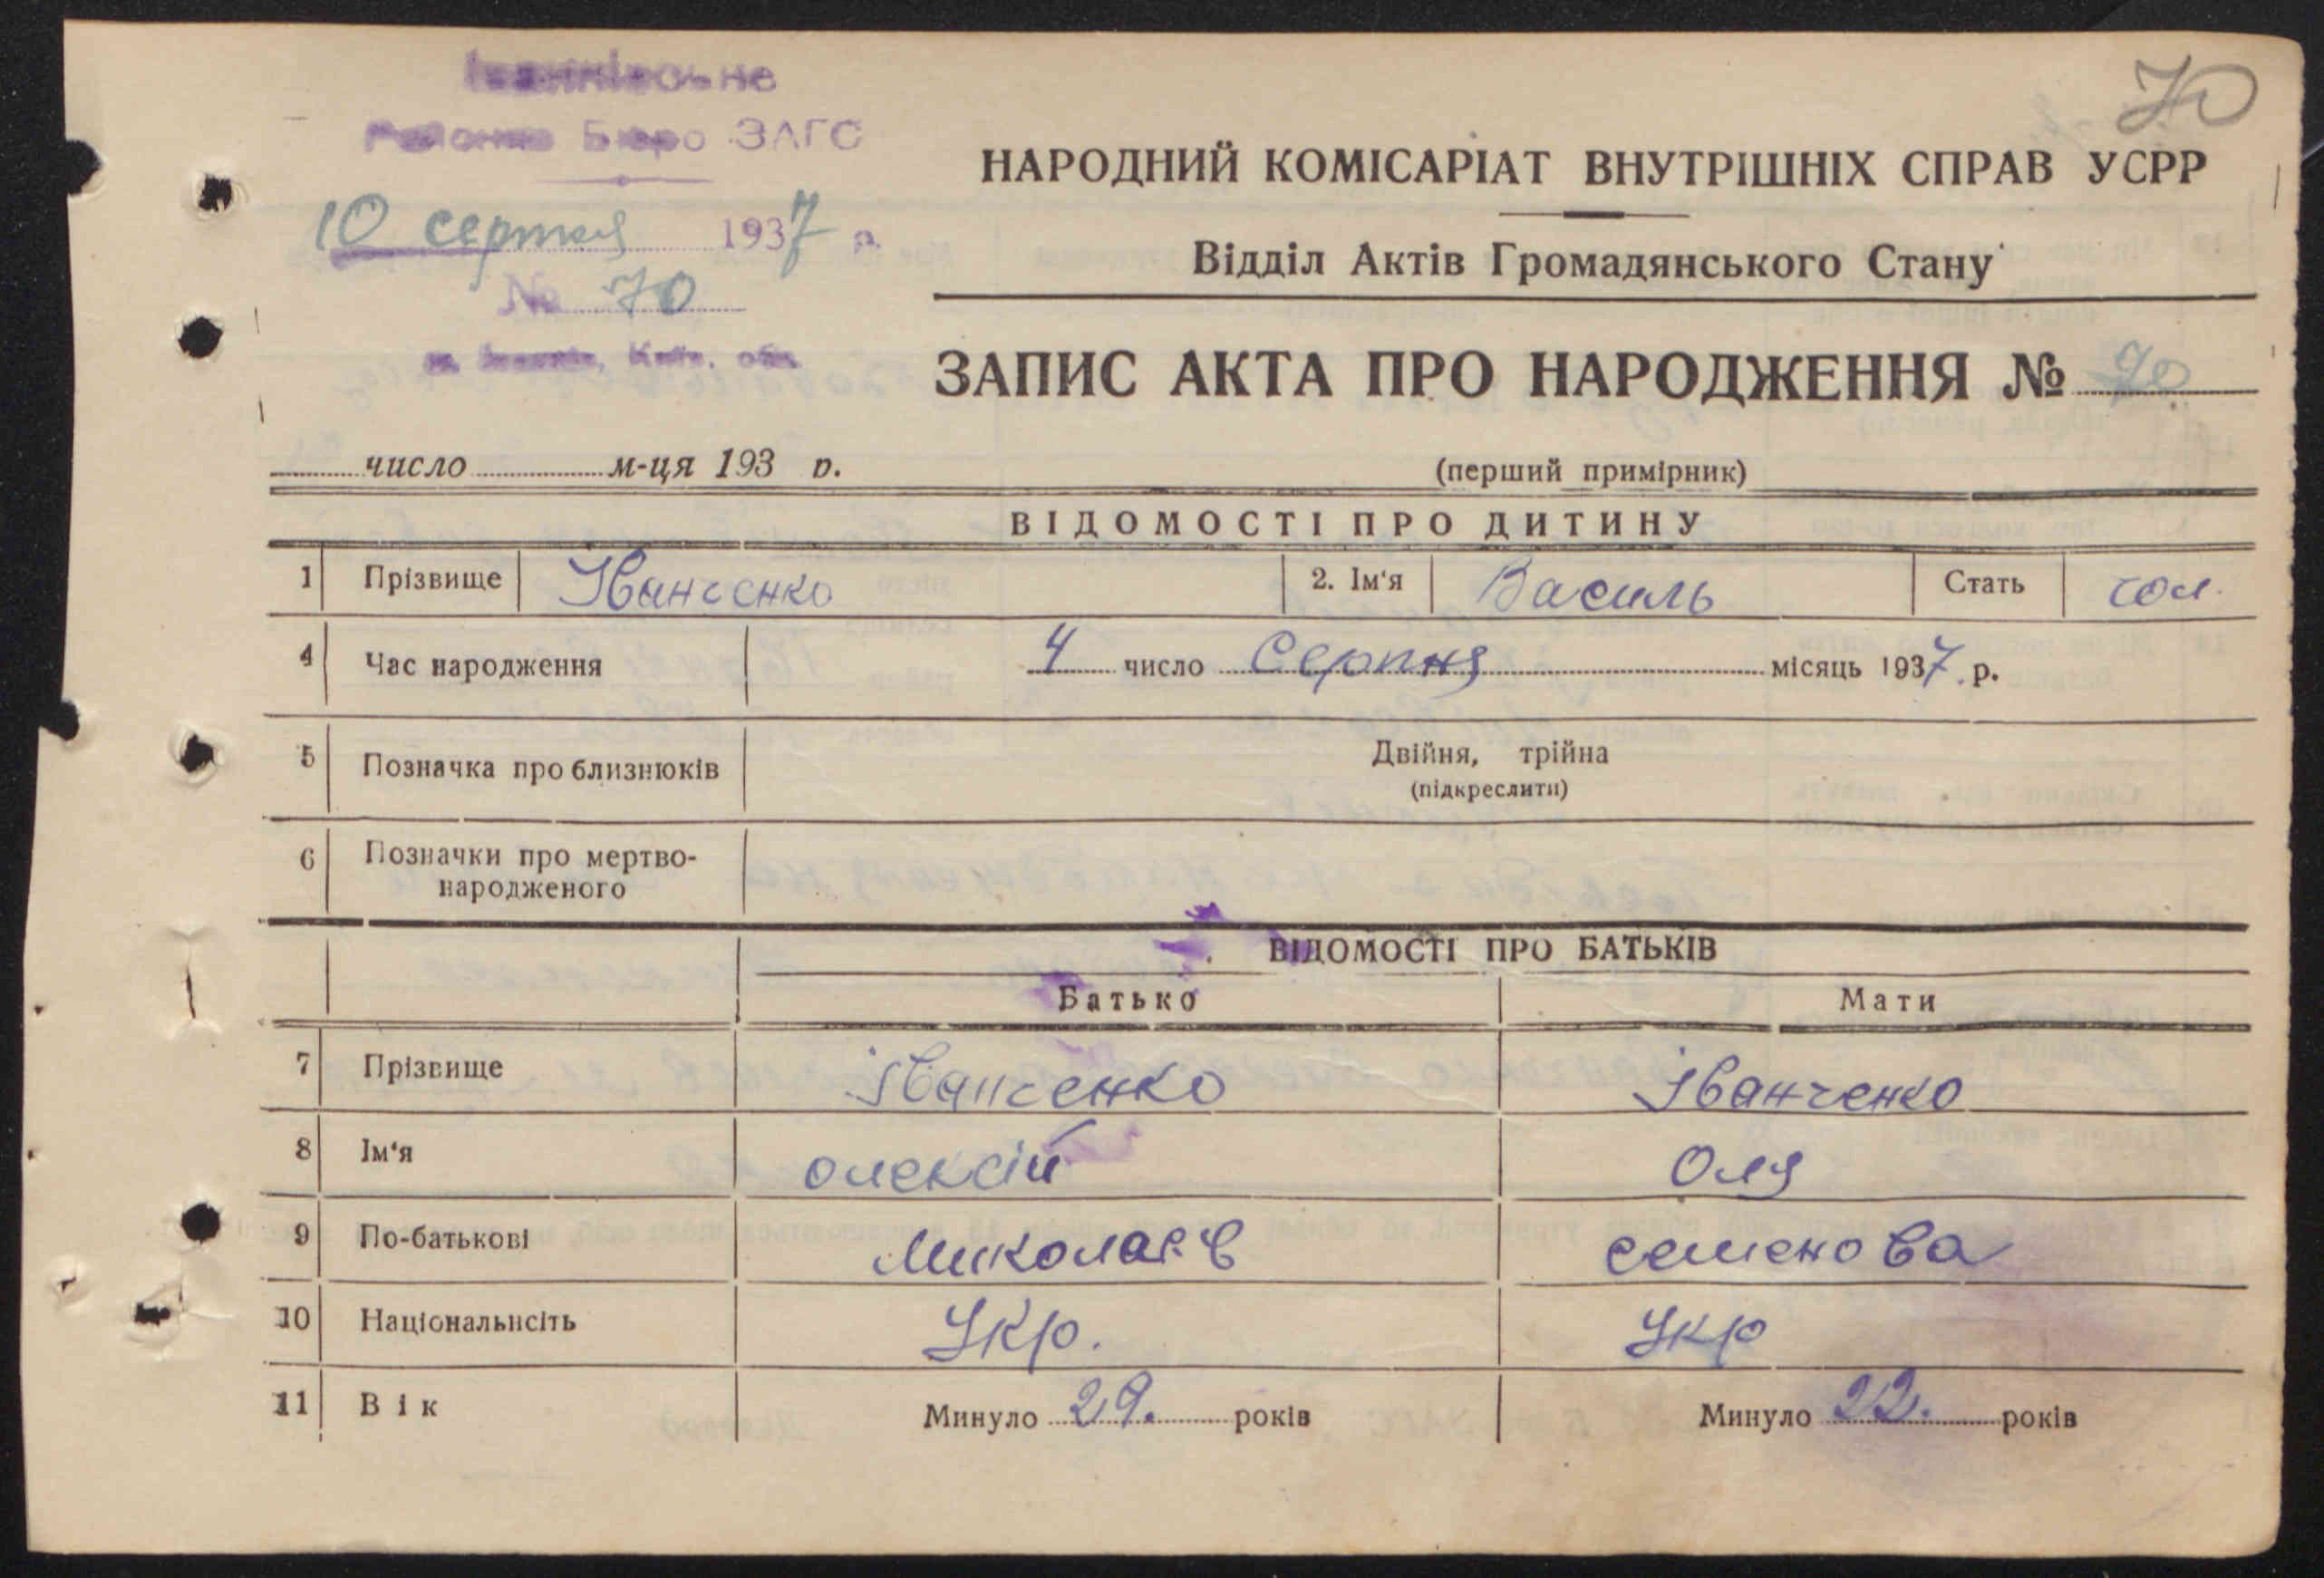 70
Районне Бюро ЗАГС
10 серпня 1937 р.
№ 70
Київ. обл.
НАРОДНИЙ КОМІСАРІАТ ВНУТРІШНІХ СПРАВ УСРР
Відділ Актів Громадянського Стану
ЗАПИС АКТА ПРО НАРОДЖЕННЯ № 70
число м-ця 193 р.
(перший примірник)
ВІДОМОСТІ ПРО ДИТИНУ
1 Прізвище Іванченко 2. Ім'я Василь Стать чол.
4 Час народження 4 число Серпня місяць 1937. р.
5 Позначка про близнюків Двійня, трійна
(підкреслити)
6 Позначки про мертво-
народженого
ВІДОМОСТІ ПРО БАТЬКІВ
Батько Мати
7 Прізвище Іванченко Іванченко
8 Ім'я олексій Оля
9 По-батькові Миколаєв семенова
10 Національнсіть Укр. Укр
11 Вік Минуло 29. років Минуло 22. років